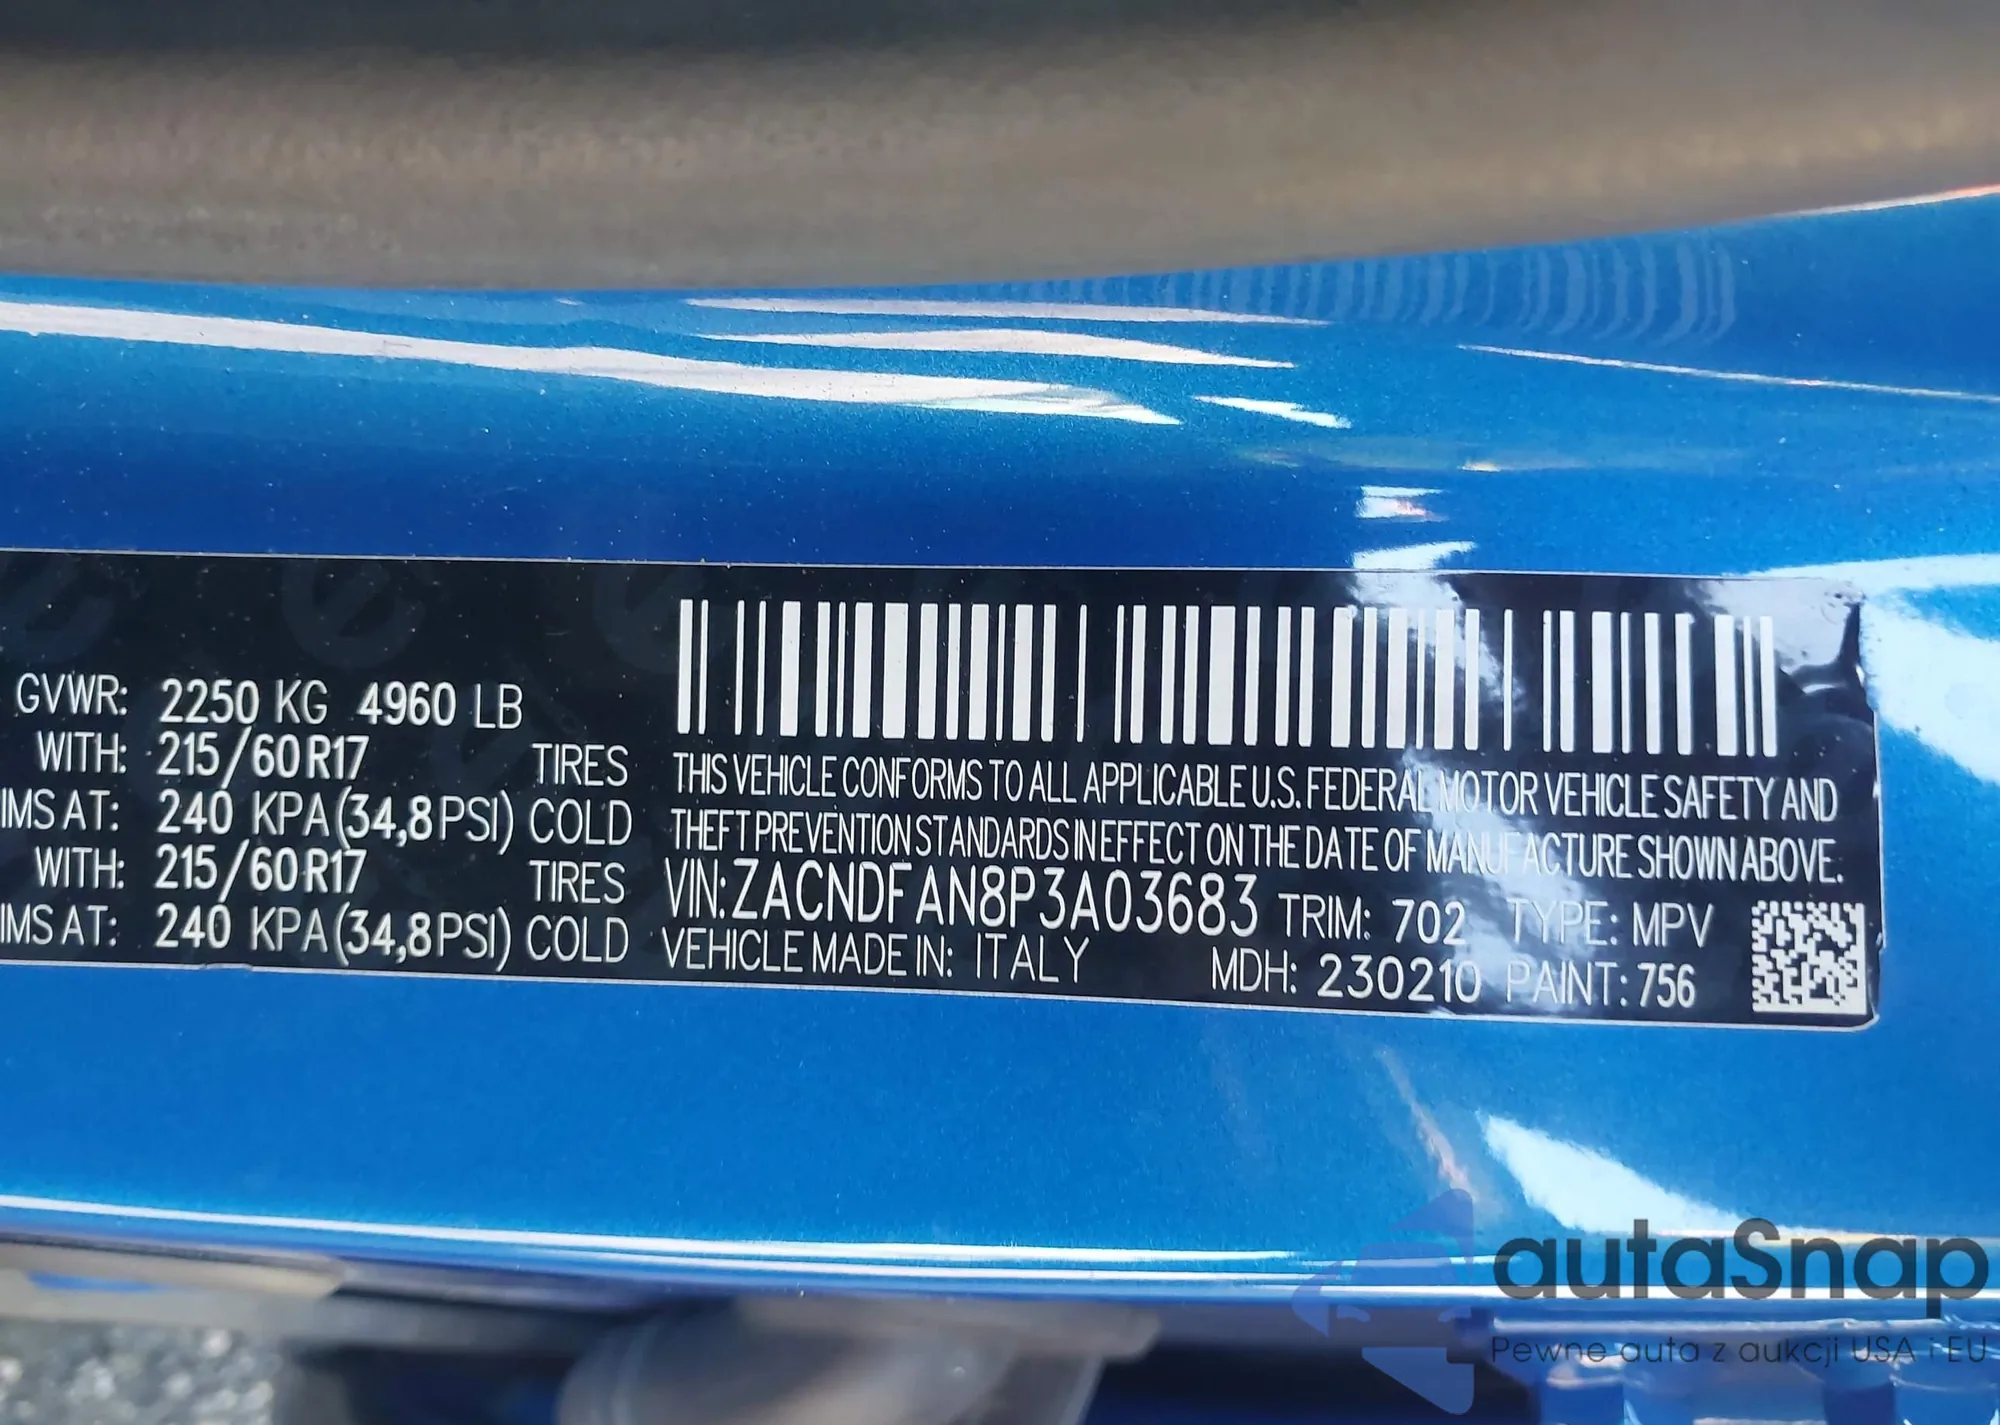 GVWR: 2250 KG 4960 LB
WITH: 215/60R17 TIRES
IMS AT: 240 KPA(34,8PSI) COLD
WITH: 215/60R17 TIRES
IMS AT: 240 KPA(34,8PSI) COLD
THIS VEHICLE CONFORMS TO ALL APPLICABLE U.S. FEDERAL MOTOR VEHICLE SAFETY AND
THEFT PREVENTION STANDARDS IN EFFECT ON THE DATE OF MANUFACTURE SHOWN ABOVE.
VIN: ZACNDFAN8P3A03683 TRIM: 702 TYPE: MPV
VEHICLE MADE IN: ITALY MDH: 230210 PAINT: 756
autaSnap
Pewne auta z aukcji USA i EU